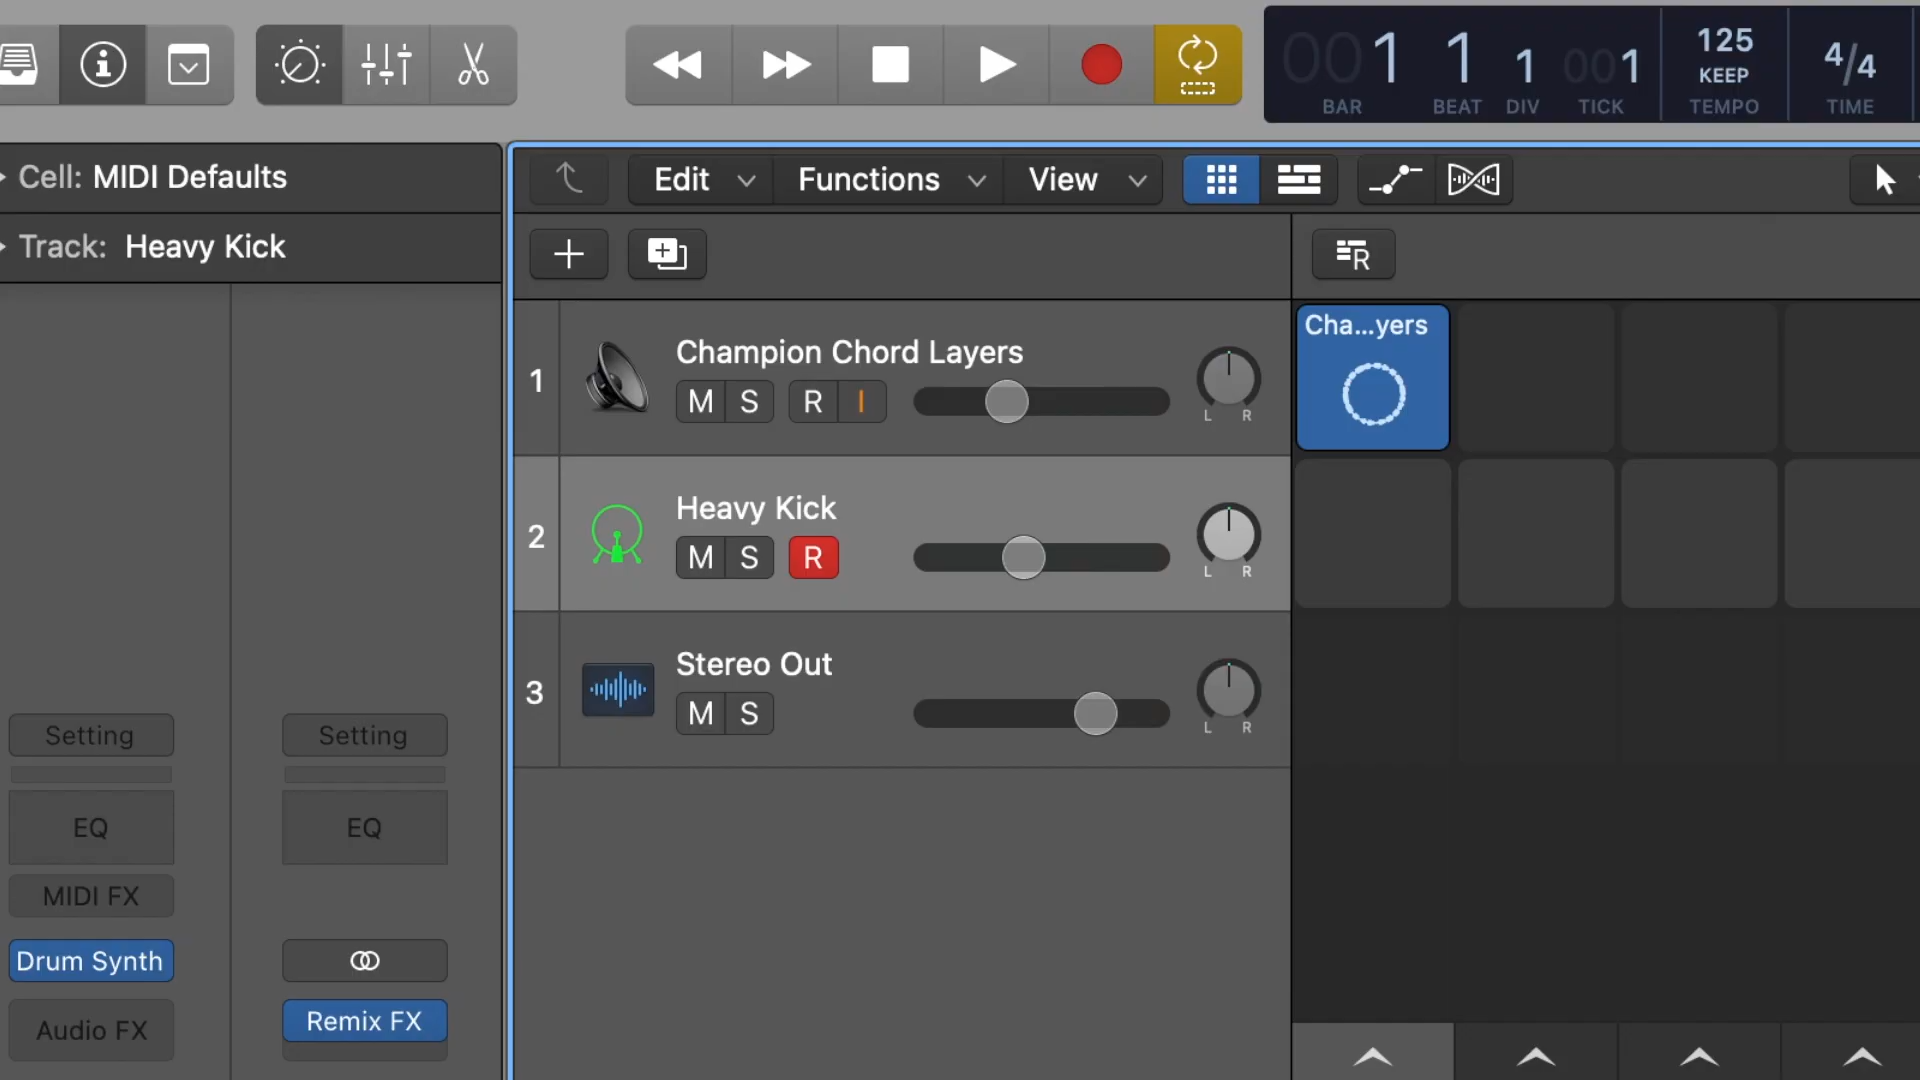 001 1 1 001
BAR BEAT DIV TICK
125
KEEP
TEMPO
4/4
TIME
Cell: MIDI Defaults
Track: Heavy Kick
Edit Functions View
R
1 Champion Chord Layers
M S R I
L R
Cha...yers
2 Heavy Kick
M S R
L R
3 Stereo Out
M S
L R
Setting Setting
EQ EQ
MIDI FX
Drum Synth
Audio FX Remix FX